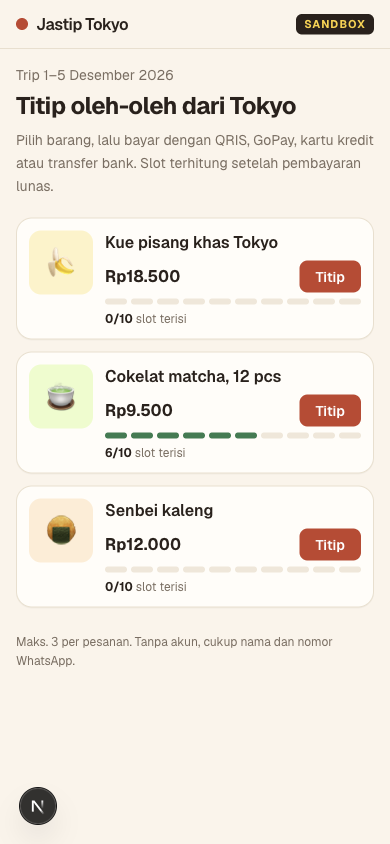 Jastip Tokyo
SANDBOX
Trip 1–5 Desember 2026
Titip oleh-oleh dari Tokyo
Pilih barang, lalu bayar dengan QRIS, GoPay, kartu kredit
atau transfer bank. Slot terhitung setelah pembayaran
lunas.
Kue pisang khas Tokyo
Rp18.500
Titip
0/10 slot terisi
Cokelat matcha, 12 pcs
Rp9.500
Titip
6/10 slot terisi
Senbei kaleng
Rp12.000
Titip
0/10 slot terisi
Maks. 3 per pesanan. Tanpa akun, cukup nama dan nomor
WhatsApp.
N